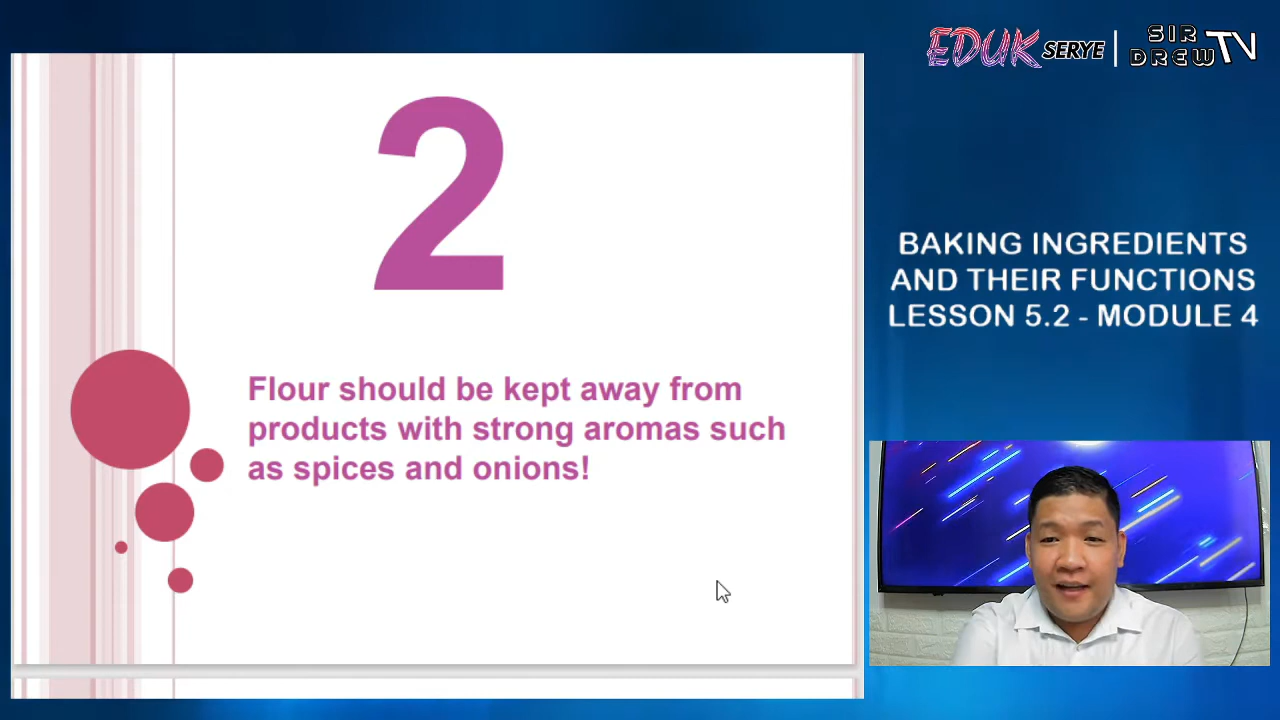 EDUK SERYE | SIR DREW TV
2
Flour should be kept away from
products with strong aromas such
as spices and onions!
BAKING INGREDIENTS
AND THEIR FUNCTIONS
LESSON 5.2 - MODULE 4